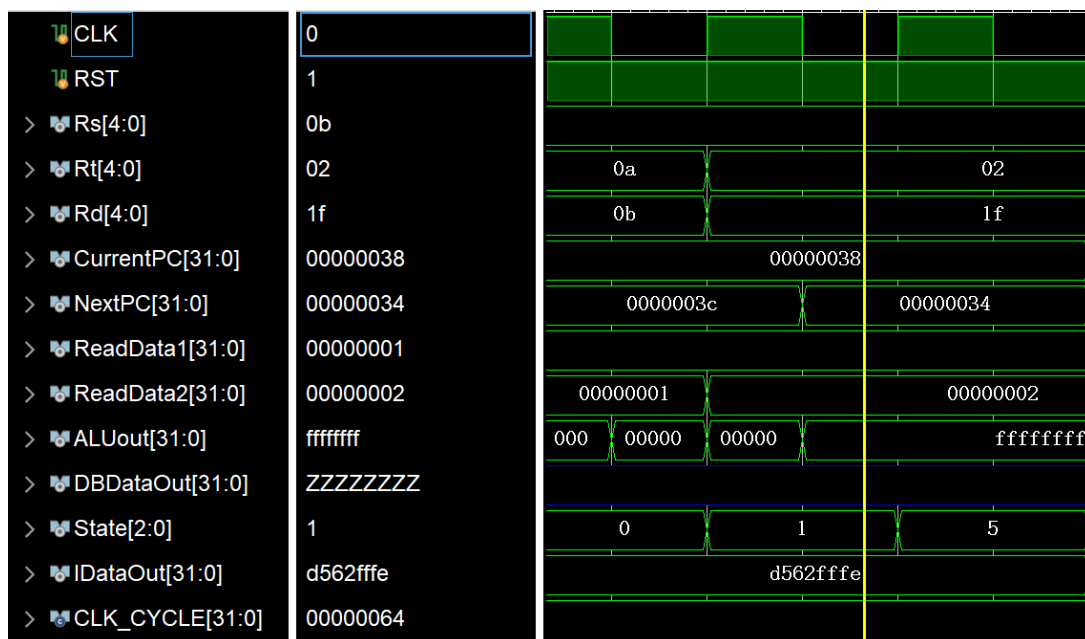 CLK 0
RST 1
Rs[4:0] 0b
Rt[4:0] 02 0a 02
Rd[4:0] 1f 0b 1f
CurrentPC[31:0] 00000038 00000038
NextPC[31:0] 00000034 0000003c 00000034
ReadData1[31:0] 00000001
ReadData2[31:0] 00000002 00000001 00000002
ALUout[31:0] ffffffff 000 00000 00000 ffffffff
DBDataOut[31:0] ZZZZZZZZ
State[2:0] 1 0 1 5
IDataOut[31:0] d562fffe d562fffe
CLK_CYCLE[31:0] 00000064